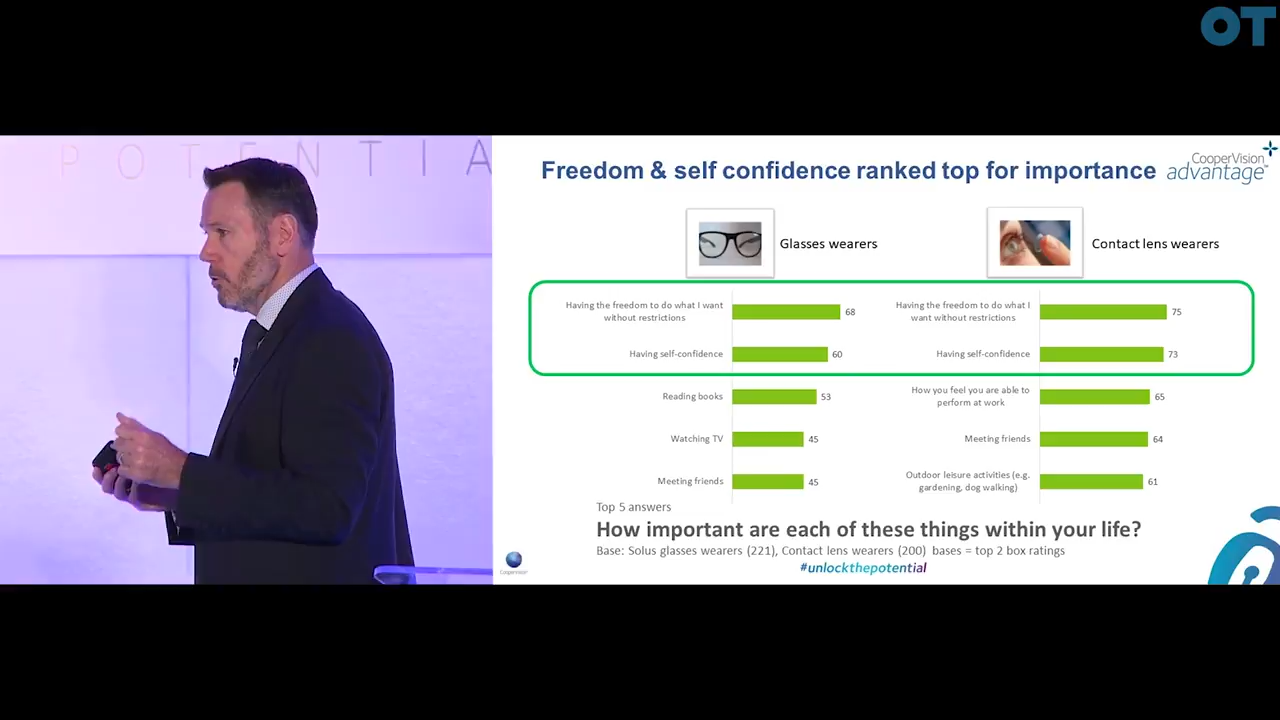 OT
POTENTIA
Freedom & self confidence ranked top for importance
CooperVision
advantage™
Glasses wearers
Contact lens wearers
Having the freedom to do what I want
without restrictions
68
Having self-confidence
60
Reading books
53
Watching TV
45
Meeting friends
45
Having the freedom to do what I
want without restrictions
75
Having self-confidence
73
How you feel you are able to
perform at work
65
Meeting friends
64
Outdoor leisure activities (e.g.
gardening, dog walking)
61
Top 5 answers
How important are each of these things within your life?
Base: Solus glasses wearers (221), Contact lens wearers (200) bases = top 2 box ratings
#unlockthepotential
CooperVision